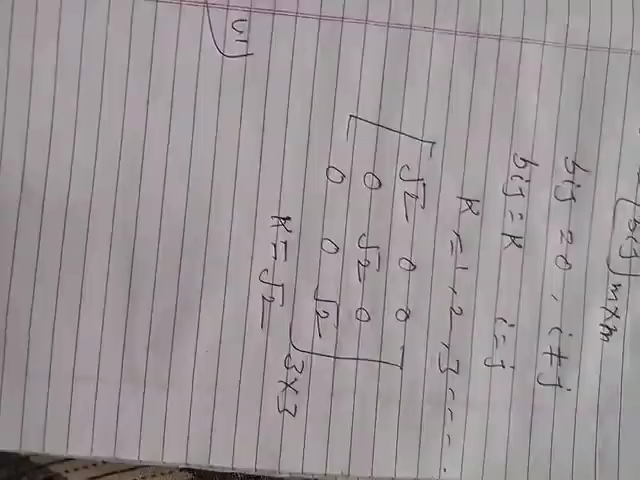 [bij] m×m
bij = 0, i ≠ j
bij = K i = j
K = 1, 2, 3 - - - .
[ √2 0 0
0 √2 0
0 0 √2 ] 3×3
K = √2
vi)